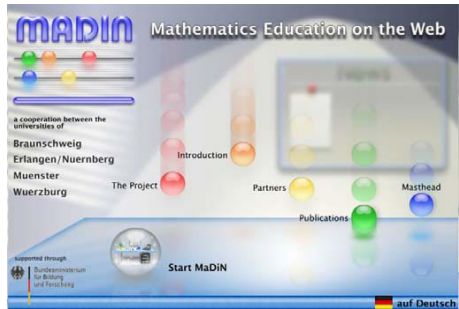 MADIN
Mathematics Education on the Web
News
a cooperation between the
universities of
Braunschweig
Erlangen/Nuernberg
Muenster
Wuerzburg
Introduction
The Project
Partners
Masthead
Publications
supported through
Bundesministerium
für Bildung
und Forschung
Start MaDiN
auf Deutsch